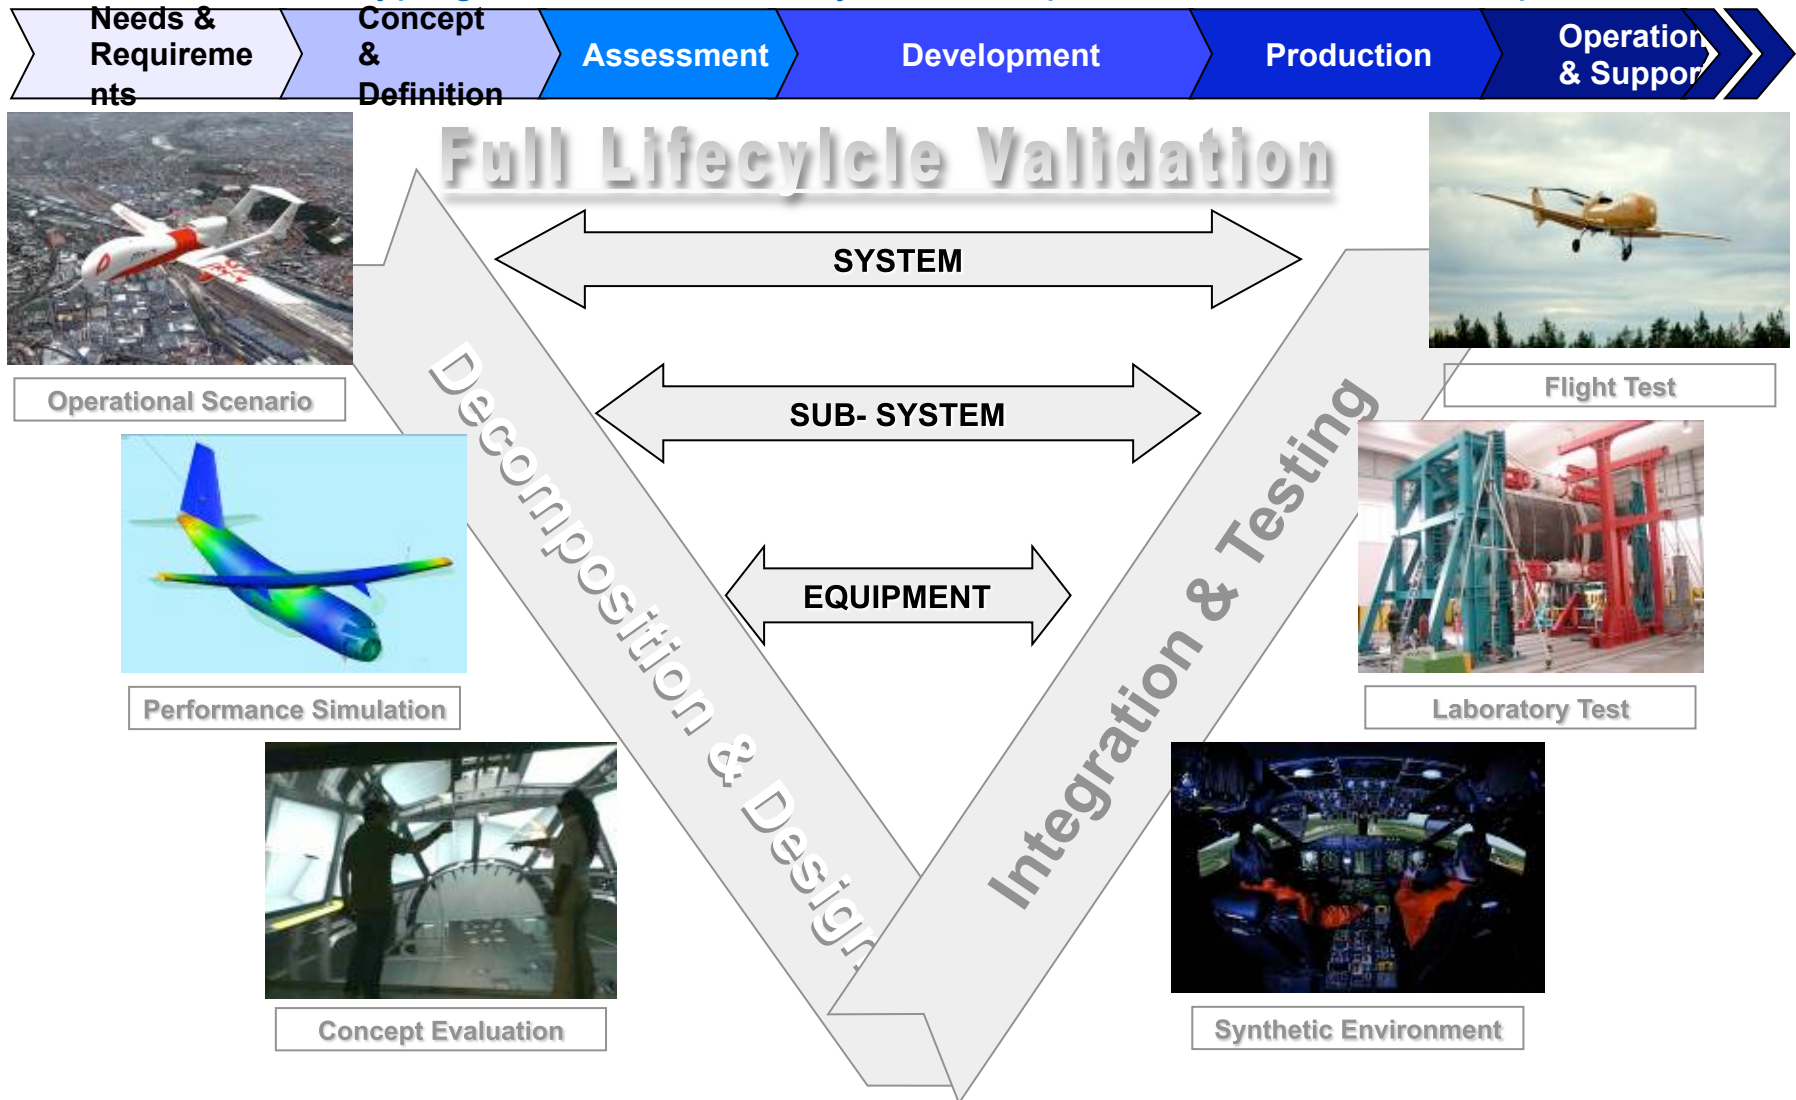 Needs &
Requireme
nts
Concept
&
Definition
Assessment
Development
Production
Operation
& Suppor
Full Lifecylcle Validation
SYSTEM
SUB- SYSTEM
EQUIPMENT
Decomposition & Design
Integration & Testing
Operational Scenario
Performance Simulation
Concept Evaluation
Flight Test
Laboratory Test
Synthetic Environment